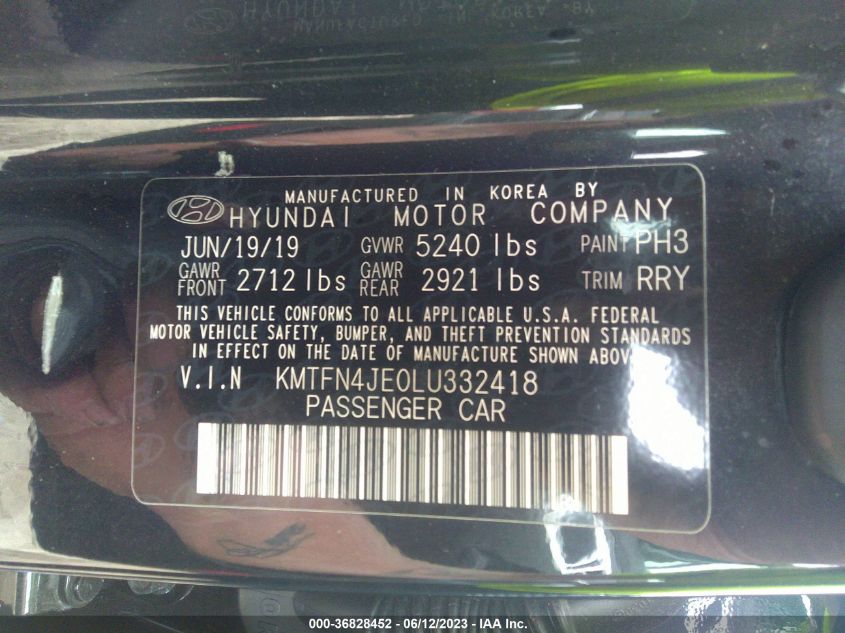 MANUFACTURED IN KOREA BY
HYUNDAI MOTOR COMPANY
JUN/19/19 GVWR 5240 lbs PAINT PH3
GAWR FRONT 2712 lbs GAWR REAR 2921 lbs TRIM RRY
THIS VEHICLE CONFORMS TO ALL APPLICABLE U.S.A. FEDERAL
MOTOR VEHICLE SAFETY, BUMPER, AND THEFT PREVENTION STANDARDS
IN EFFECT ON THE DATE OF MANUFACTURE SHOWN ABOVE
V.I.N KMTFN4JE0LU332418
PASSENGER CAR
000-36828452 - 06/12/2023 - IAA Inc.